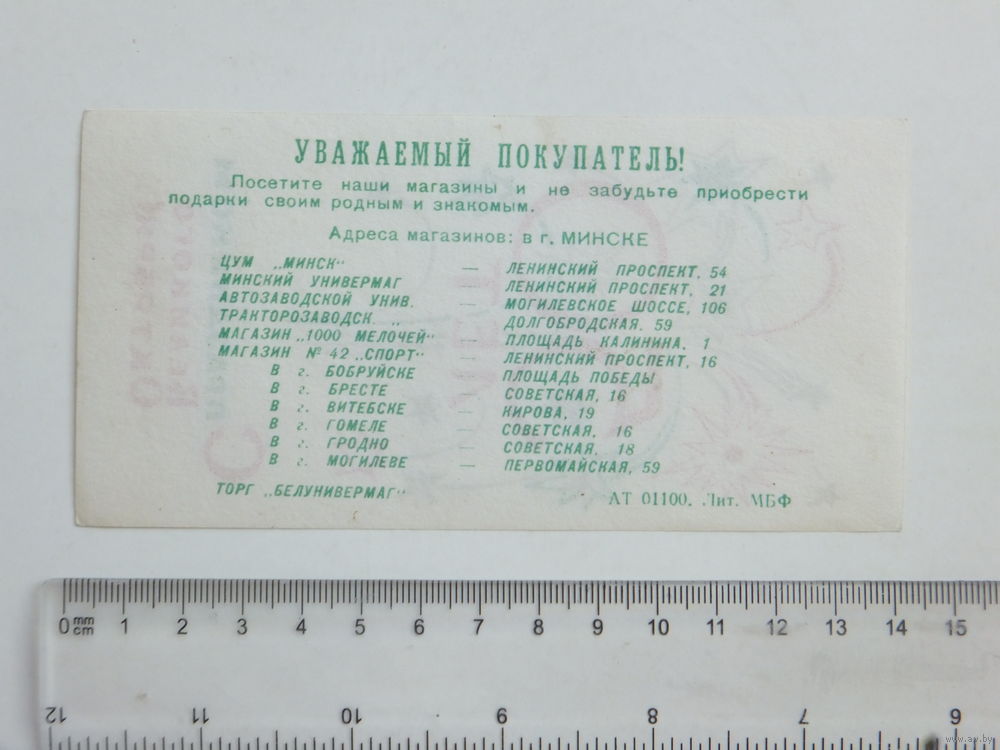 УВАЖАЕМЫЙ ПОКУПАТЕЛЬ!
Посетите наши магазины и не забудьте приобрести
подарки своим родным и знакомым.
Адреса магазинов: в г. МИНСКЕ
ЦУМ „МИНСК“ — ЛЕНИНСКИЙ ПРОСПЕКТ, 54
МИНСКИЙ УНИВЕРМАГ — ЛЕНИНСКИЙ ПРОСПЕКТ, 21
АВТОЗАВОДСКОЙ УНИВ. — МОГИЛЕВСКОЕ ШОССЕ, 106
ТРАКТОРОЗАВОДСК. „ — ДОЛГОБРОДСКАЯ. 59
МАГАЗИН „1000 МЕЛОЧЕЙ“ — ПЛОЩАДЬ КАЛИНИНА, 1
МАГАЗИН № 42 „СПОРТ“ — ЛЕНИНСКИЙ ПРОСПЕКТ, 16
В г. БОБРУЙСКЕ — ПЛОЩАДЬ ПОБЕДЫ
В г. БРЕСТЕ — СОВЕТСКАЯ, 16
В г. ВИТЕБСКЕ — КИРОВА, 19
В г. ГОМЕЛЕ — СОВЕТСКАЯ, 16
В г. ГРОДНО — СОВЕТСКАЯ. 18
В г. МОГИЛЕВЕ — ПЕРВОМАЙСКАЯ, 59
ТОРГ „БЕЛУНИВЕРМАГ“
АТ 01100. Лит. МБФ
0 mm cm 1 2 3 4 5 6 7 8 9 10 11 12 13 14 15
12 11 10 9 8 7 6
www.av.by